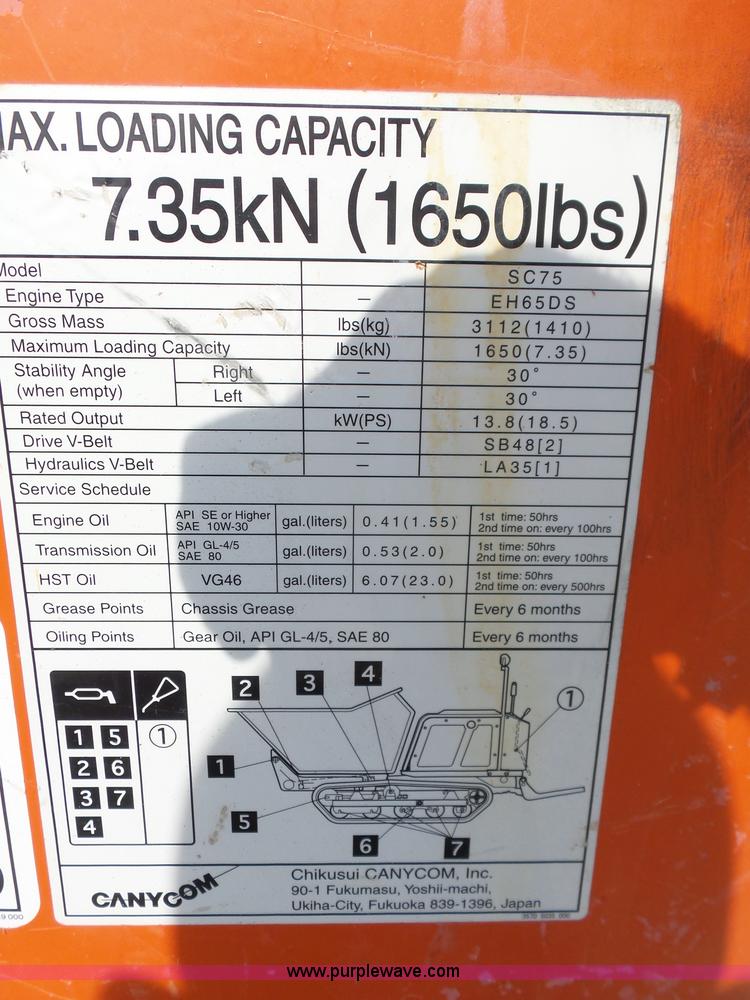 AX. LOADING CAPACITY
7.35kN (1650lbs)
Model SC75
Engine Type — EH65DS
Gross Mass lbs(kg) 3112(1410)
Maximum Loading Capacity lbs(kN) 1650(7.35)
Stability Angle (when empty) Right — 30°
Left — 30°
Rated Output kW(PS) 13.8(18.5)
Drive V-Belt — SB48[2]
Hydraulics V-Belt — LA35[1]
Service Schedule
Engine Oil API SE or Higher SAE 10W-30 gal.(liters) 0.41(1.55) 1st time: 50hrs 2nd time on: every 100hrs
Transmission Oil API GL-4/5 SAE 80 gal.(liters) 0.53(2.0) 1st time: 50hrs 2nd time on: every 100hrs
HST Oil VG46 gal.(liters) 6.07(23.0) 1st time: 50hrs 2nd time on: every 500hrs
Grease Points Chassis Grease Every 6 months
Oiling Points Gear Oil, API GL-4/5, SAE 80 Every 6 months
2 3 4 1
1 5 1
2 6
3 7
4
1
5
6 7
CANYCOM
Chikusui CANYCOM, Inc.
90-1 Fukumasu, Yoshii-machi,
Ukiha-City, Fukuoka 839-1396, Japan
www.purplewave.com